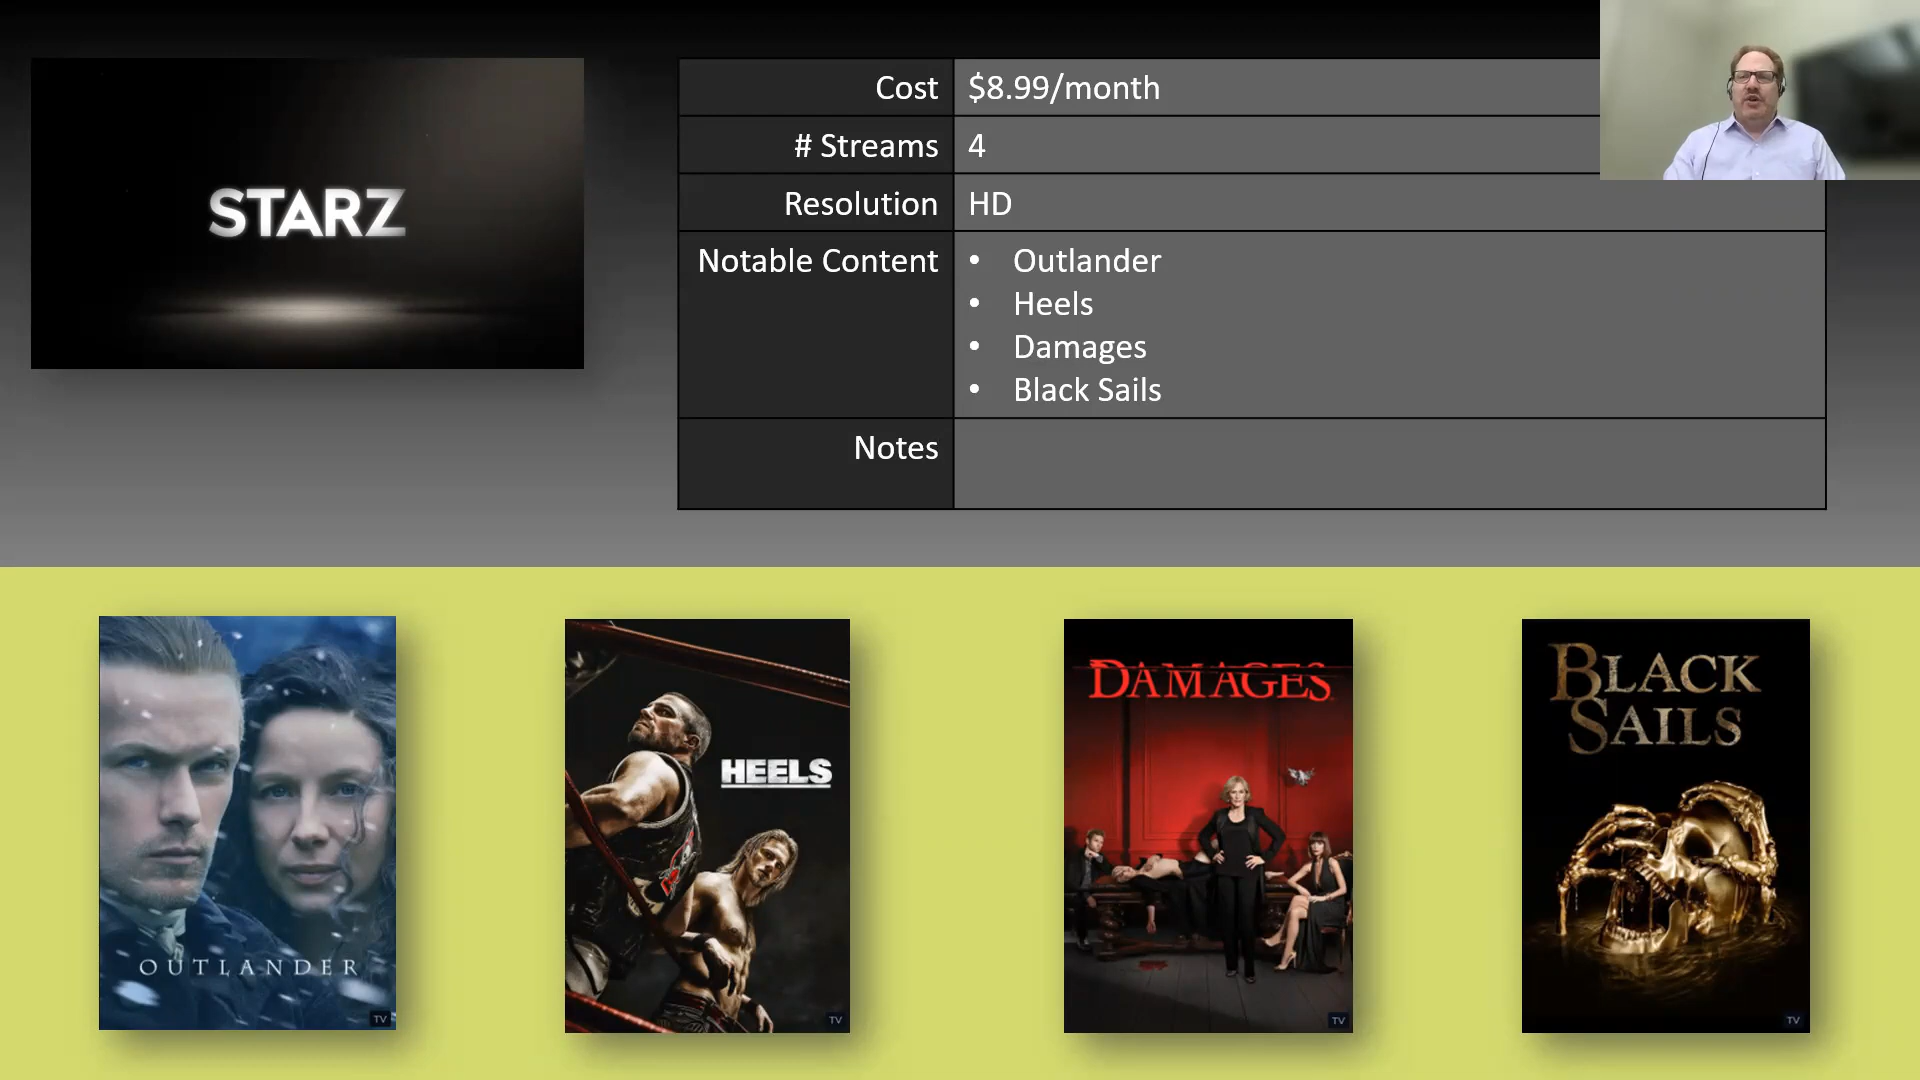 STARZ
Cost $8.99/month
# Streams 4
Resolution HD
Notable Content • Outlander
• Heels
• Damages
• Black Sails
Notes
OUTLANDER
TV
HEELS
TV
DAMAGES
TV
BLACK
SAILS
TV